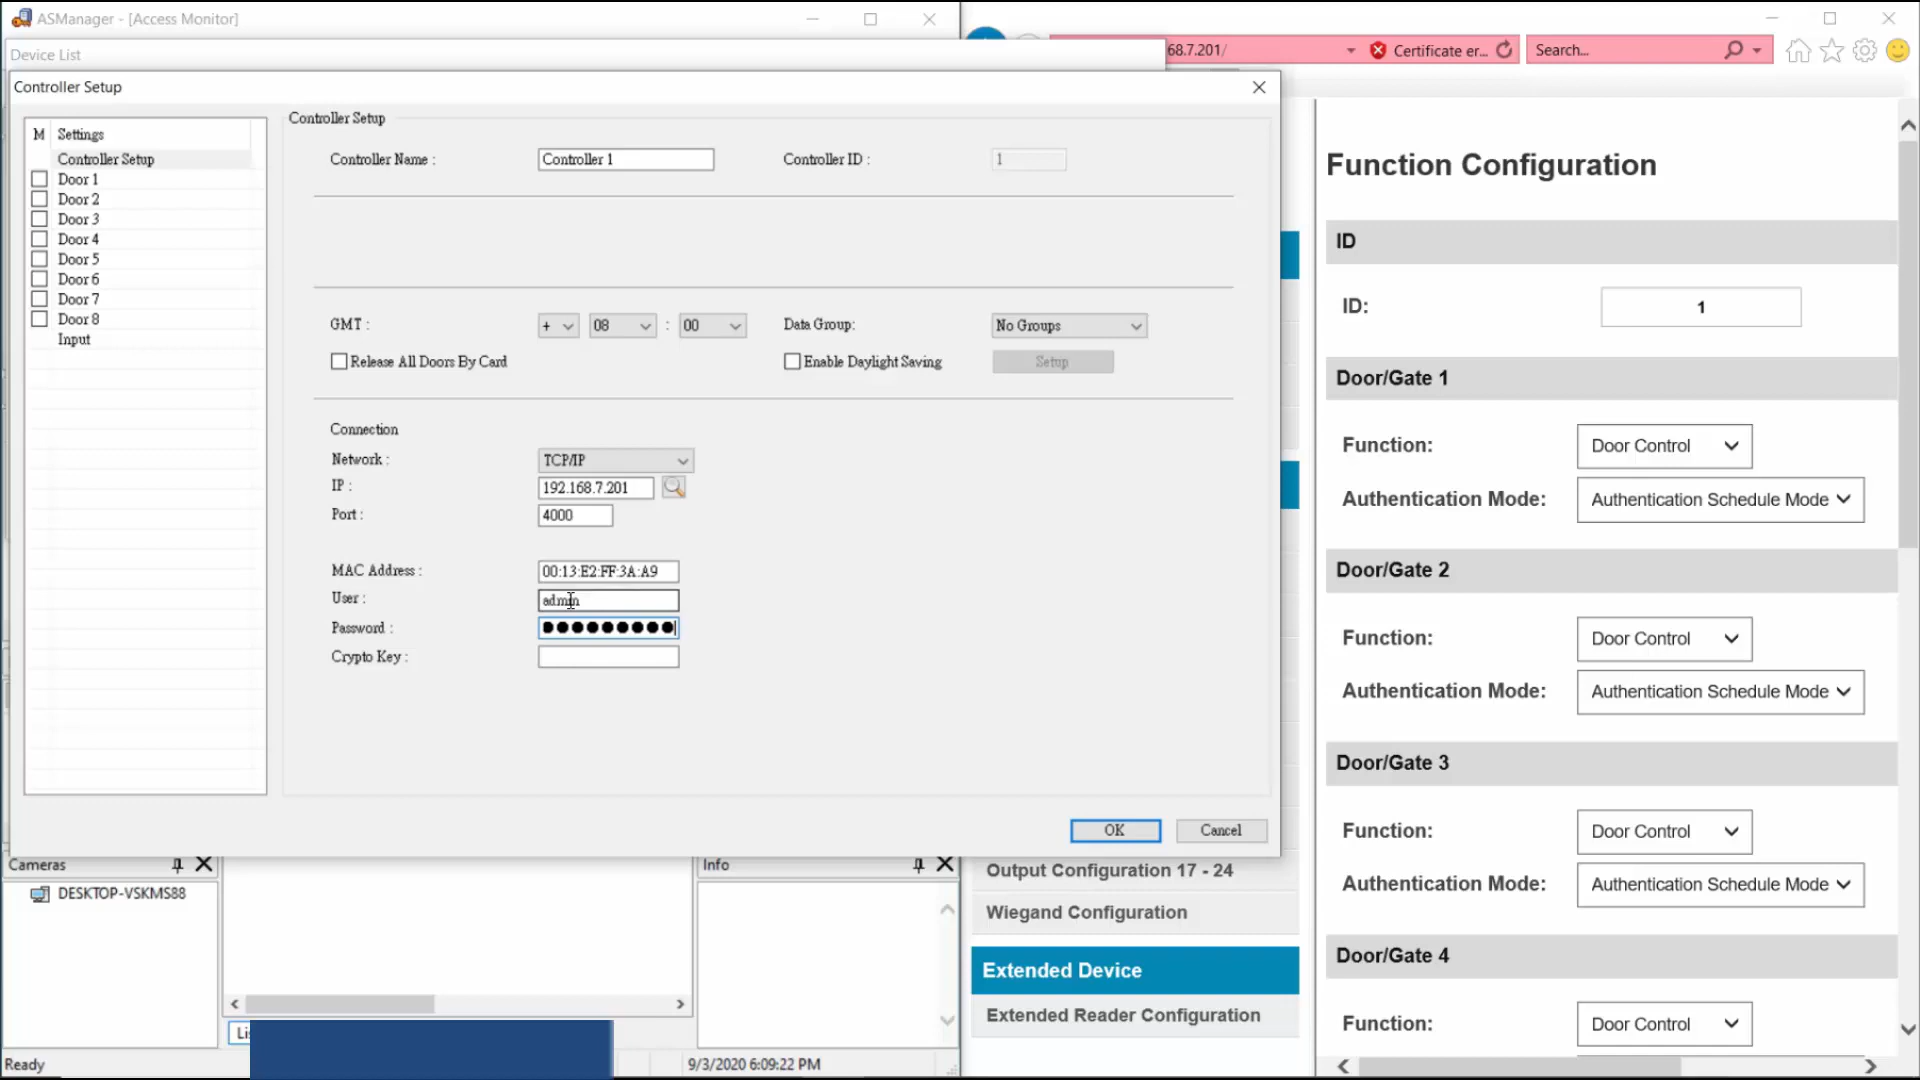 ASManager - [Access Monitor]
Device List
Controller Setup
M Settings
Controller Setup
Door 1
Door 2
Door 3
Door 4
Door 5
Door 6
Door 7
Door 8
Input
Controller Setup
Controller Name : Controller 1 Controller ID : 1
GMT : + 08 : 00 Data Group: No Groups
Release All Doors By Card Enable Daylight Saving Setup
Connection
Network : TCP/IP
IP : 192.168.7.201
Port : 4000
MAC Address : 00:13:E2:FF:3A:A9
User : admin
Password : ●●●●●●●●●
Crypto Key :
OK Cancel
Cameras
DESKTOP-VSKMS88
Info
Ready
9/3/2020 6:09:22 PM
68.7.201/ Certificate er... Search...
Output Configuration 17 - 24
Wiegand Configuration
Extended Device
Extended Reader Configuration
Function Configuration
ID
ID: 1
Door/Gate 1
Function: Door Control
Authentication Mode: Authentication Schedule Mode
Door/Gate 2
Function: Door Control
Authentication Mode: Authentication Schedule Mode
Door/Gate 3
Function: Door Control
Authentication Mode: Authentication Schedule Mode
Door/Gate 4
Function: Door Control